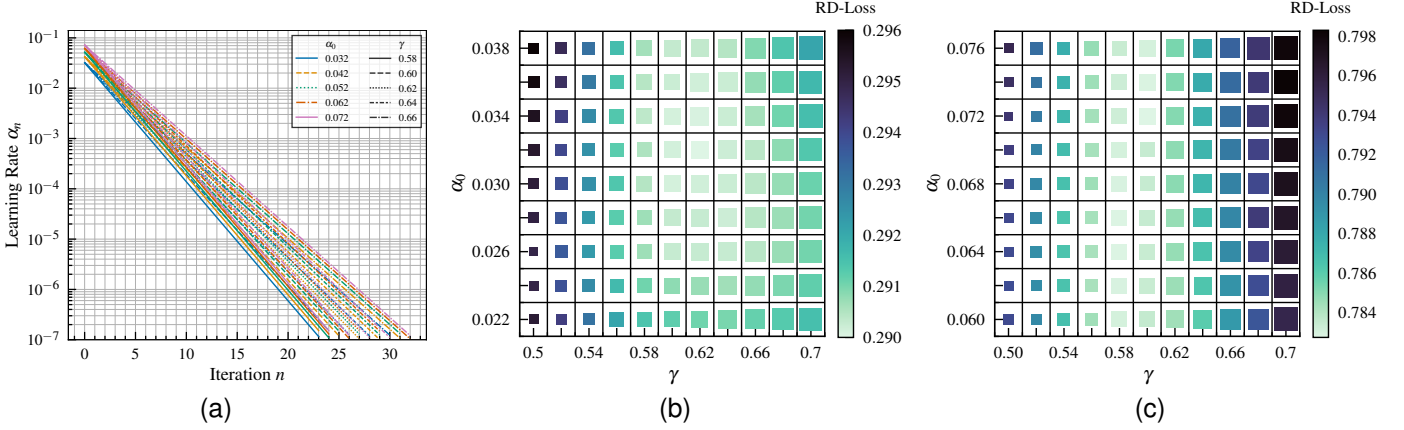 RD-Loss
RD-Loss
10⁻¹
10⁻²
10⁻³
10⁻⁴
10⁻⁵
10⁻⁶
10⁻⁷
Learning Rate αₙ
α₀ γ
0.032 0.58
0.042 0.60
0.052 0.62
0.062 0.64
0.072 0.66
0 5 10 15 20 25 30
Iteration n
(a)
0.038
0.034
0.030
0.026
0.022
α₀
0.5 0.54 0.58 0.62 0.66 0.7
γ
0.296
0.295
0.294
0.293
0.292
0.291
0.290
(b)
0.076
0.072
0.068
0.064
0.060
α₀
0.50 0.54 0.58 0.62 0.66 0.7
γ
0.798
0.796
0.794
0.792
0.790
0.788
0.786
0.784
(c)